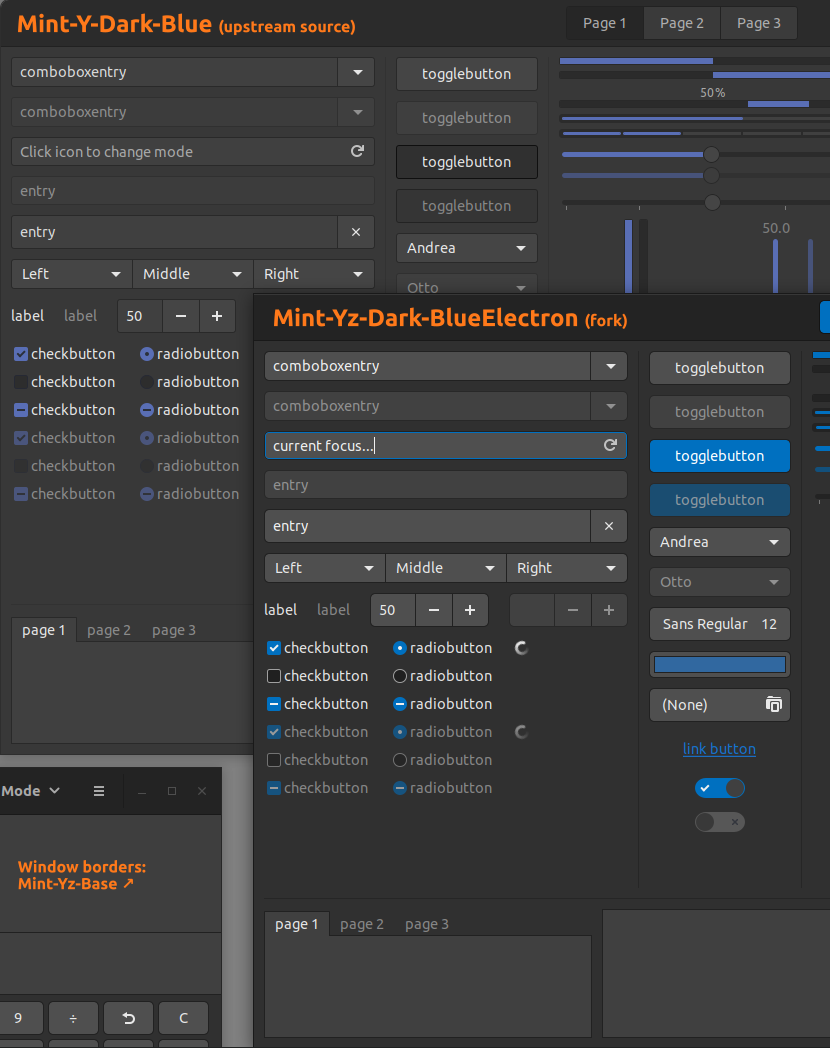 Mint-Y-Dark-Blue (upstream source)
Page 1 Page 2 Page 3
comboboxentry
comboboxentry
Click icon to change mode
entry
entry
Left Middle Right
label label 50 − +
checkbutton radiobutton
checkbutton radiobutton
checkbutton radiobutton
checkbutton radiobutton
checkbutton radiobutton
checkbutton radiobutton
page 1 page 2 page 3
togglebutton
togglebutton
togglebutton
togglebutton
Andrea
Otto
50%
50.0
Mint-Yz-Dark-BlueElectron (fork)
comboboxentry
comboboxentry
current focus...
entry
entry
Left Middle Right
label label 50 − + − +
checkbutton radiobutton
checkbutton radiobutton
checkbutton radiobutton
checkbutton radiobutton
checkbutton radiobutton
checkbutton radiobutton
togglebutton
togglebutton
togglebutton
togglebutton
Andrea
Otto
Sans Regular 12
(None)
link button
page 1 page 2 page 3
Mode
Window borders:
Mint-Yz-Base ↗
9 ÷ C